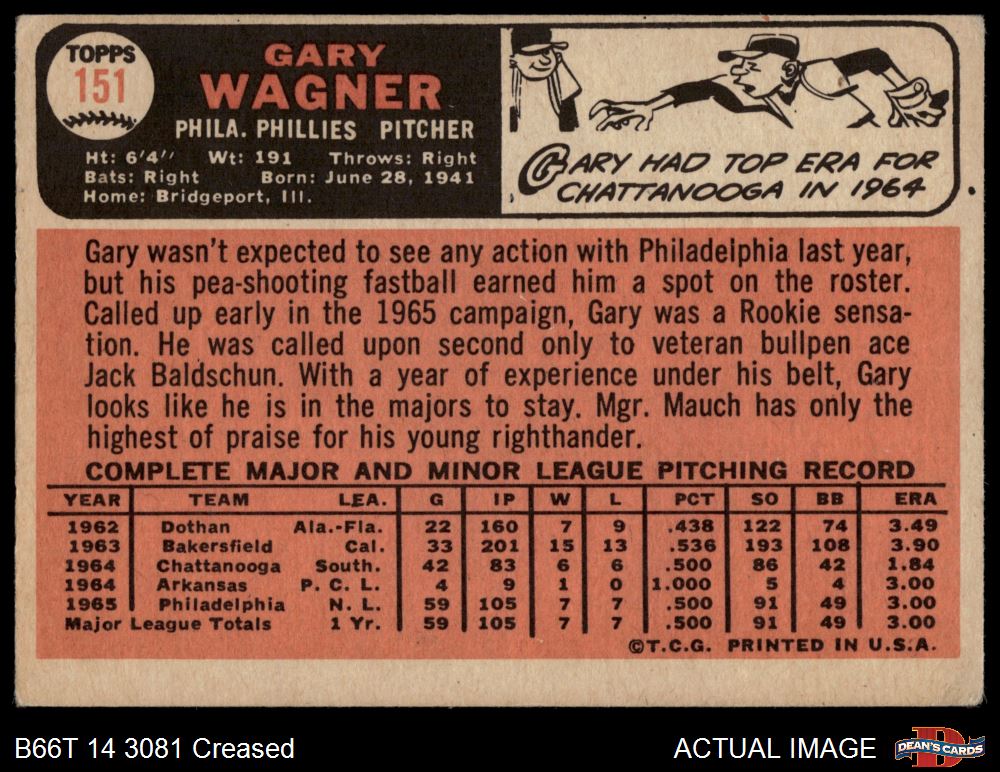 TOPPS
151
GARY
WAGNER
PHILA. PHILLIES PITCHER
Ht: 6'4" Wt: 191 Throws: Right
Bats: Right Born: June 28, 1941
Home: Bridgeport, Ill.
GARY HAD TOP ERA FOR
CHATTANOOGA IN 1964
Gary wasn't expected to see any action with Philadelphia last year,
but his pea-shooting fastball earned him a spot on the roster.
Called up early in the 1965 campaign, Gary was a Rookie sensa-
tion. He was called upon second only to veteran bullpen ace
Jack Baldschun. With a year of experience under his belt, Gary
looks like he is in the majors to stay. Mgr. Mauch has only the
highest of praise for his young righthander.
COMPLETE MAJOR AND MINOR LEAGUE PITCHING RECORD
YEAR TEAM LEA. G IP W L PCT SO BB ERA
1962 Dothan Ala.-Fla. 22 160 7 9 .438 122 74 3.49
1963 Bakersfield Cal. 33 201 15 13 .536 193 108 3.90
1964 Chattanooga South. 42 83 6 6 .500 86 42 1.84
1964 Arkansas P. C. L. 4 9 1 0 1.000 5 4 3.00
1965 Philadelphia N. L. 59 105 7 7 .500 91 49 3.00
Major League Totals 1 Yr. 59 105 7 7 .500 91 49 3.00
©T.C.G. PRINTED IN U.S.A.
B66T 14 3081 Creased
ACTUAL IMAGE
DEAN'S CARDS